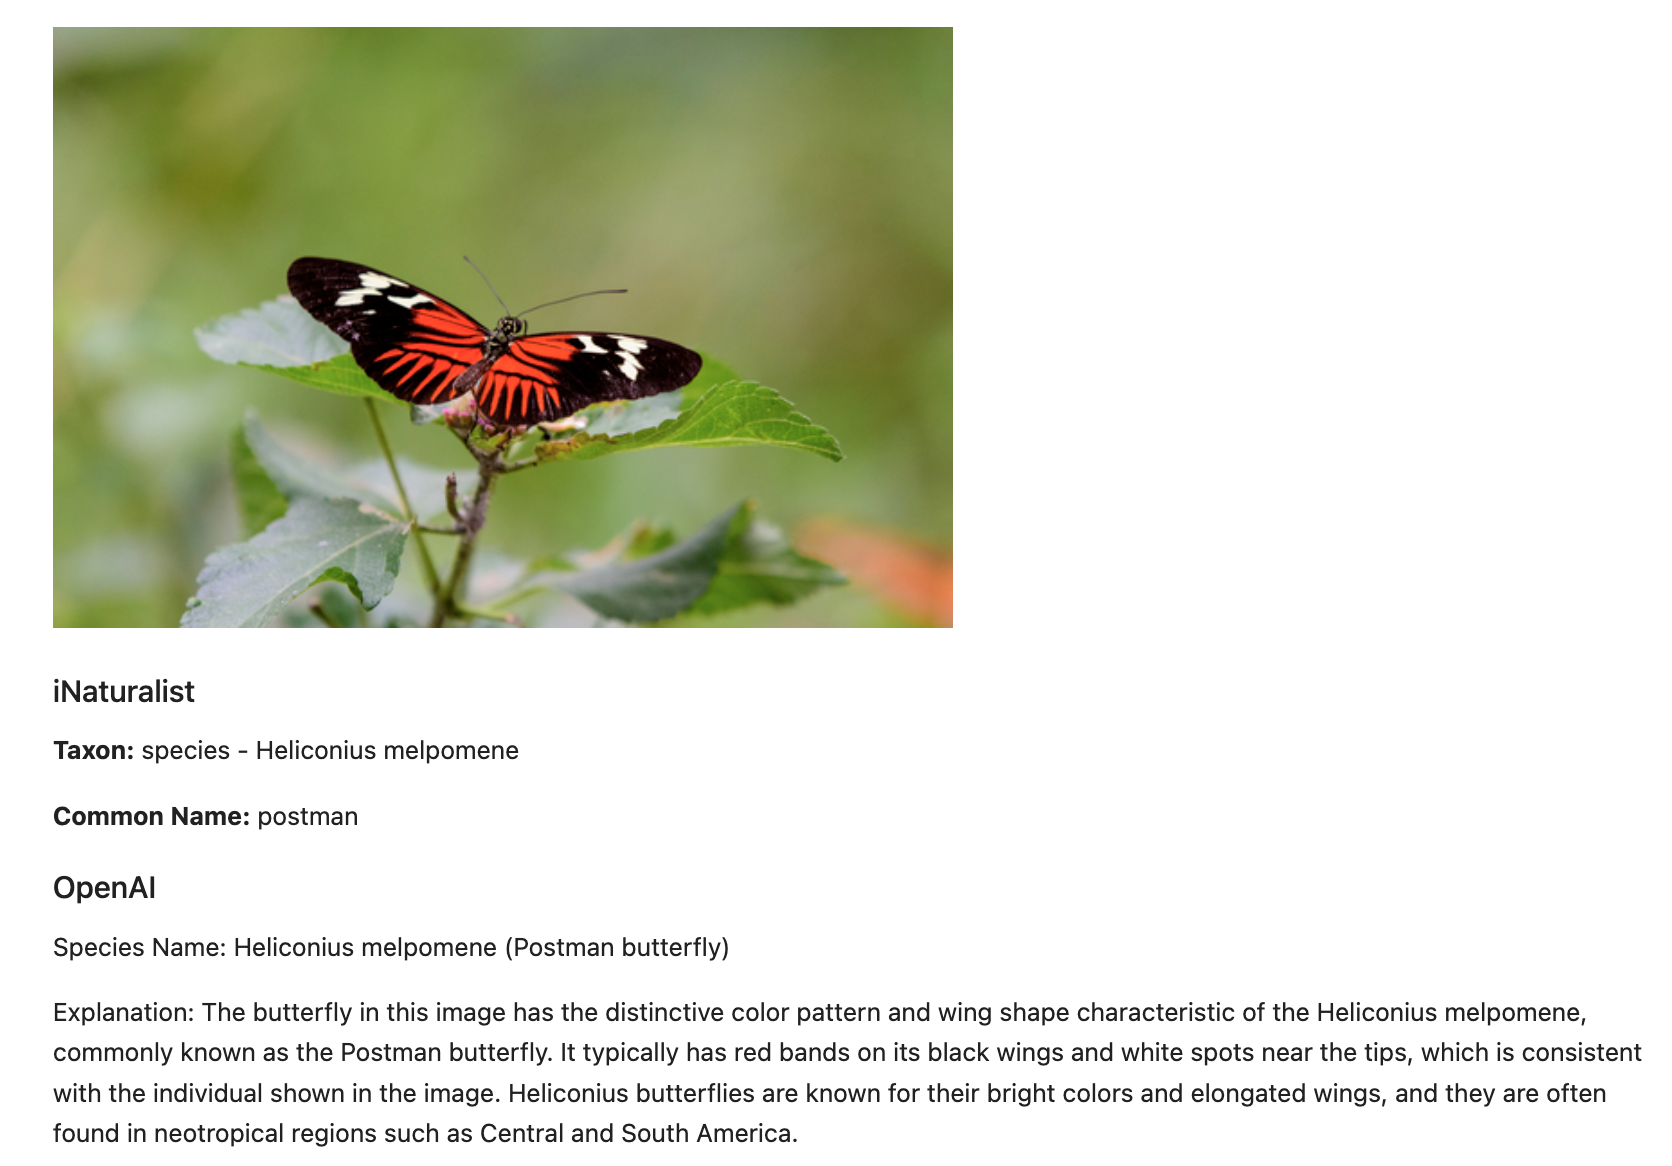 iNaturalist
Taxon: species - Heliconius melpomene
Common Name: postman
OpenAI
Species Name: Heliconius melpomene (Postman butterfly)
Explanation: The butterfly in this image has the distinctive color pattern and wing shape characteristic of the Heliconius melpomene,
commonly known as the Postman butterfly. It typically has red bands on its black wings and white spots near the tips, which is consistent
with the individual shown in the image. Heliconius butterflies are known for their bright colors and elongated wings, and they are often
found in neotropical regions such as Central and South America.